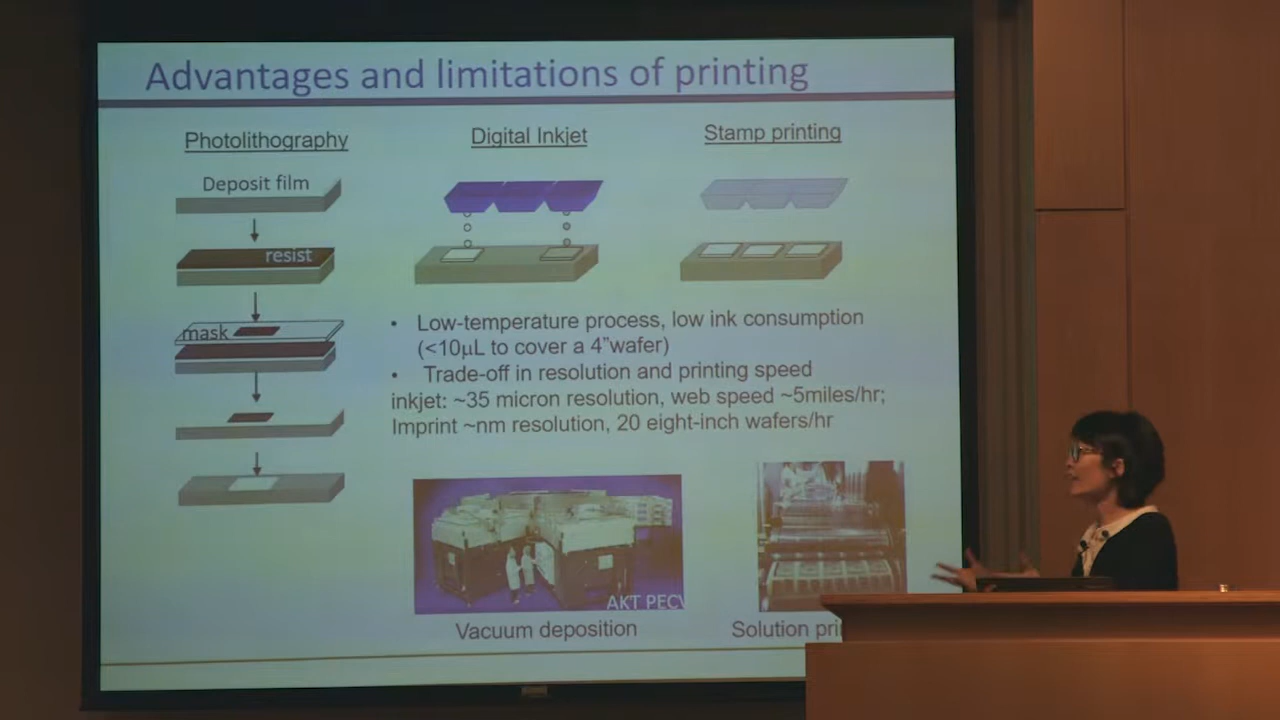 Advantages and limitations of printing
Photolithography
Digital Inkjet
Stamp printing
Deposit film
resist
mask
• Low-temperature process, low ink consumption
(<10μL to cover a 4”wafer)
• Trade-off in resolution and printing speed
inkjet: ~35 micron resolution, web speed ~5miles/hr;
Imprint ~nm resolution, 20 eight-inch wafers/hr
AKT PECV
Vacuum deposition
Solution pri